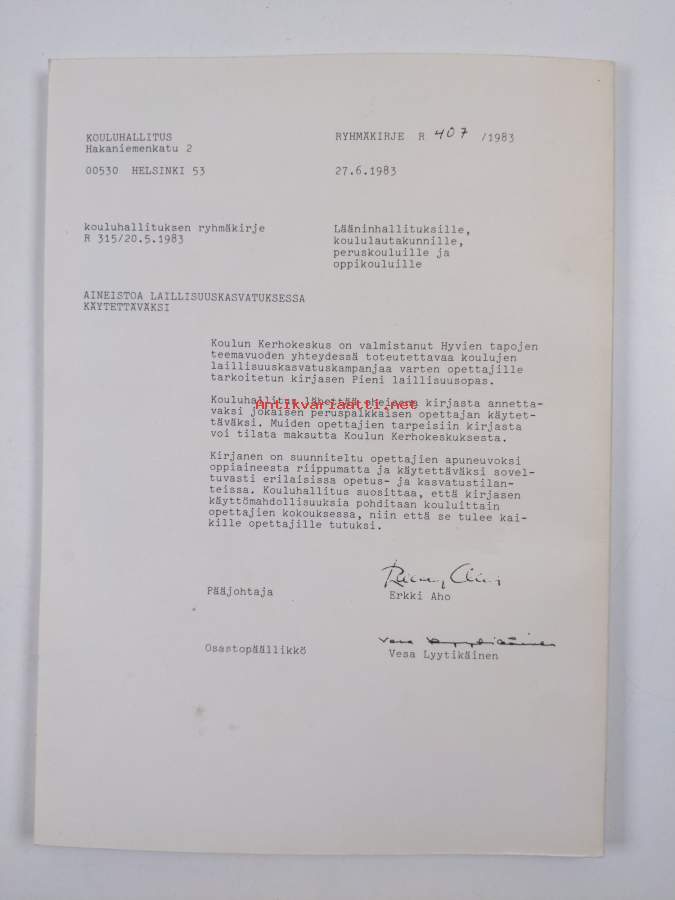 KOULUHALLITUS
Hakaniemenkatu 2
00530 HELSINKI 53
RYHMÄKIRJE R 407 /1983
27.6.1983
kouluhallituksen ryhmäkirje
R 315/20.5.1983
Lääninhallituksille,
koululautakunnille,
peruskouluille ja
oppikouluille
AINEISTOA LAILLISUUSKASVATUKSESSA
KÄYTETTÄVÄKSI
Koulun Kerhokeskus on valmistanut Hyvien tapojen
teemavuoden yhteydessä toteutettavaa koulujen
laillisuuskasvatuskampanjaa varten opettajille
tarkoitetun kirjasen Pieni laillisuusopas.
Kouluhallitus lähettää oheisena kirjasta annetta-
Antikvariaatti.net
vaksi jokaisen peruspalkkaisen opettajan käytet-
täväksi. Muiden opettajien tarpeisiin kirjasta
voi tilata maksutta Koulun Kerhokeskuksesta.
Kirjanen on suunniteltu opettajien apuneuvoksi
oppiaineesta riippumatta ja käytettäväksi sovel-
tuvasti erilaisissa opetus- ja kasvatustilan-
teissa. Kouluhallitus suosittaa, että kirjasen
käyttömahdollisuuksia pohditaan kouluittain
opettajien kokouksessa, niin että se tulee kai-
kille opettajille tutuksi.
Pääjohtaja
Erkki Aho
Osastopäällikkö
Vesa Lyytikäinen